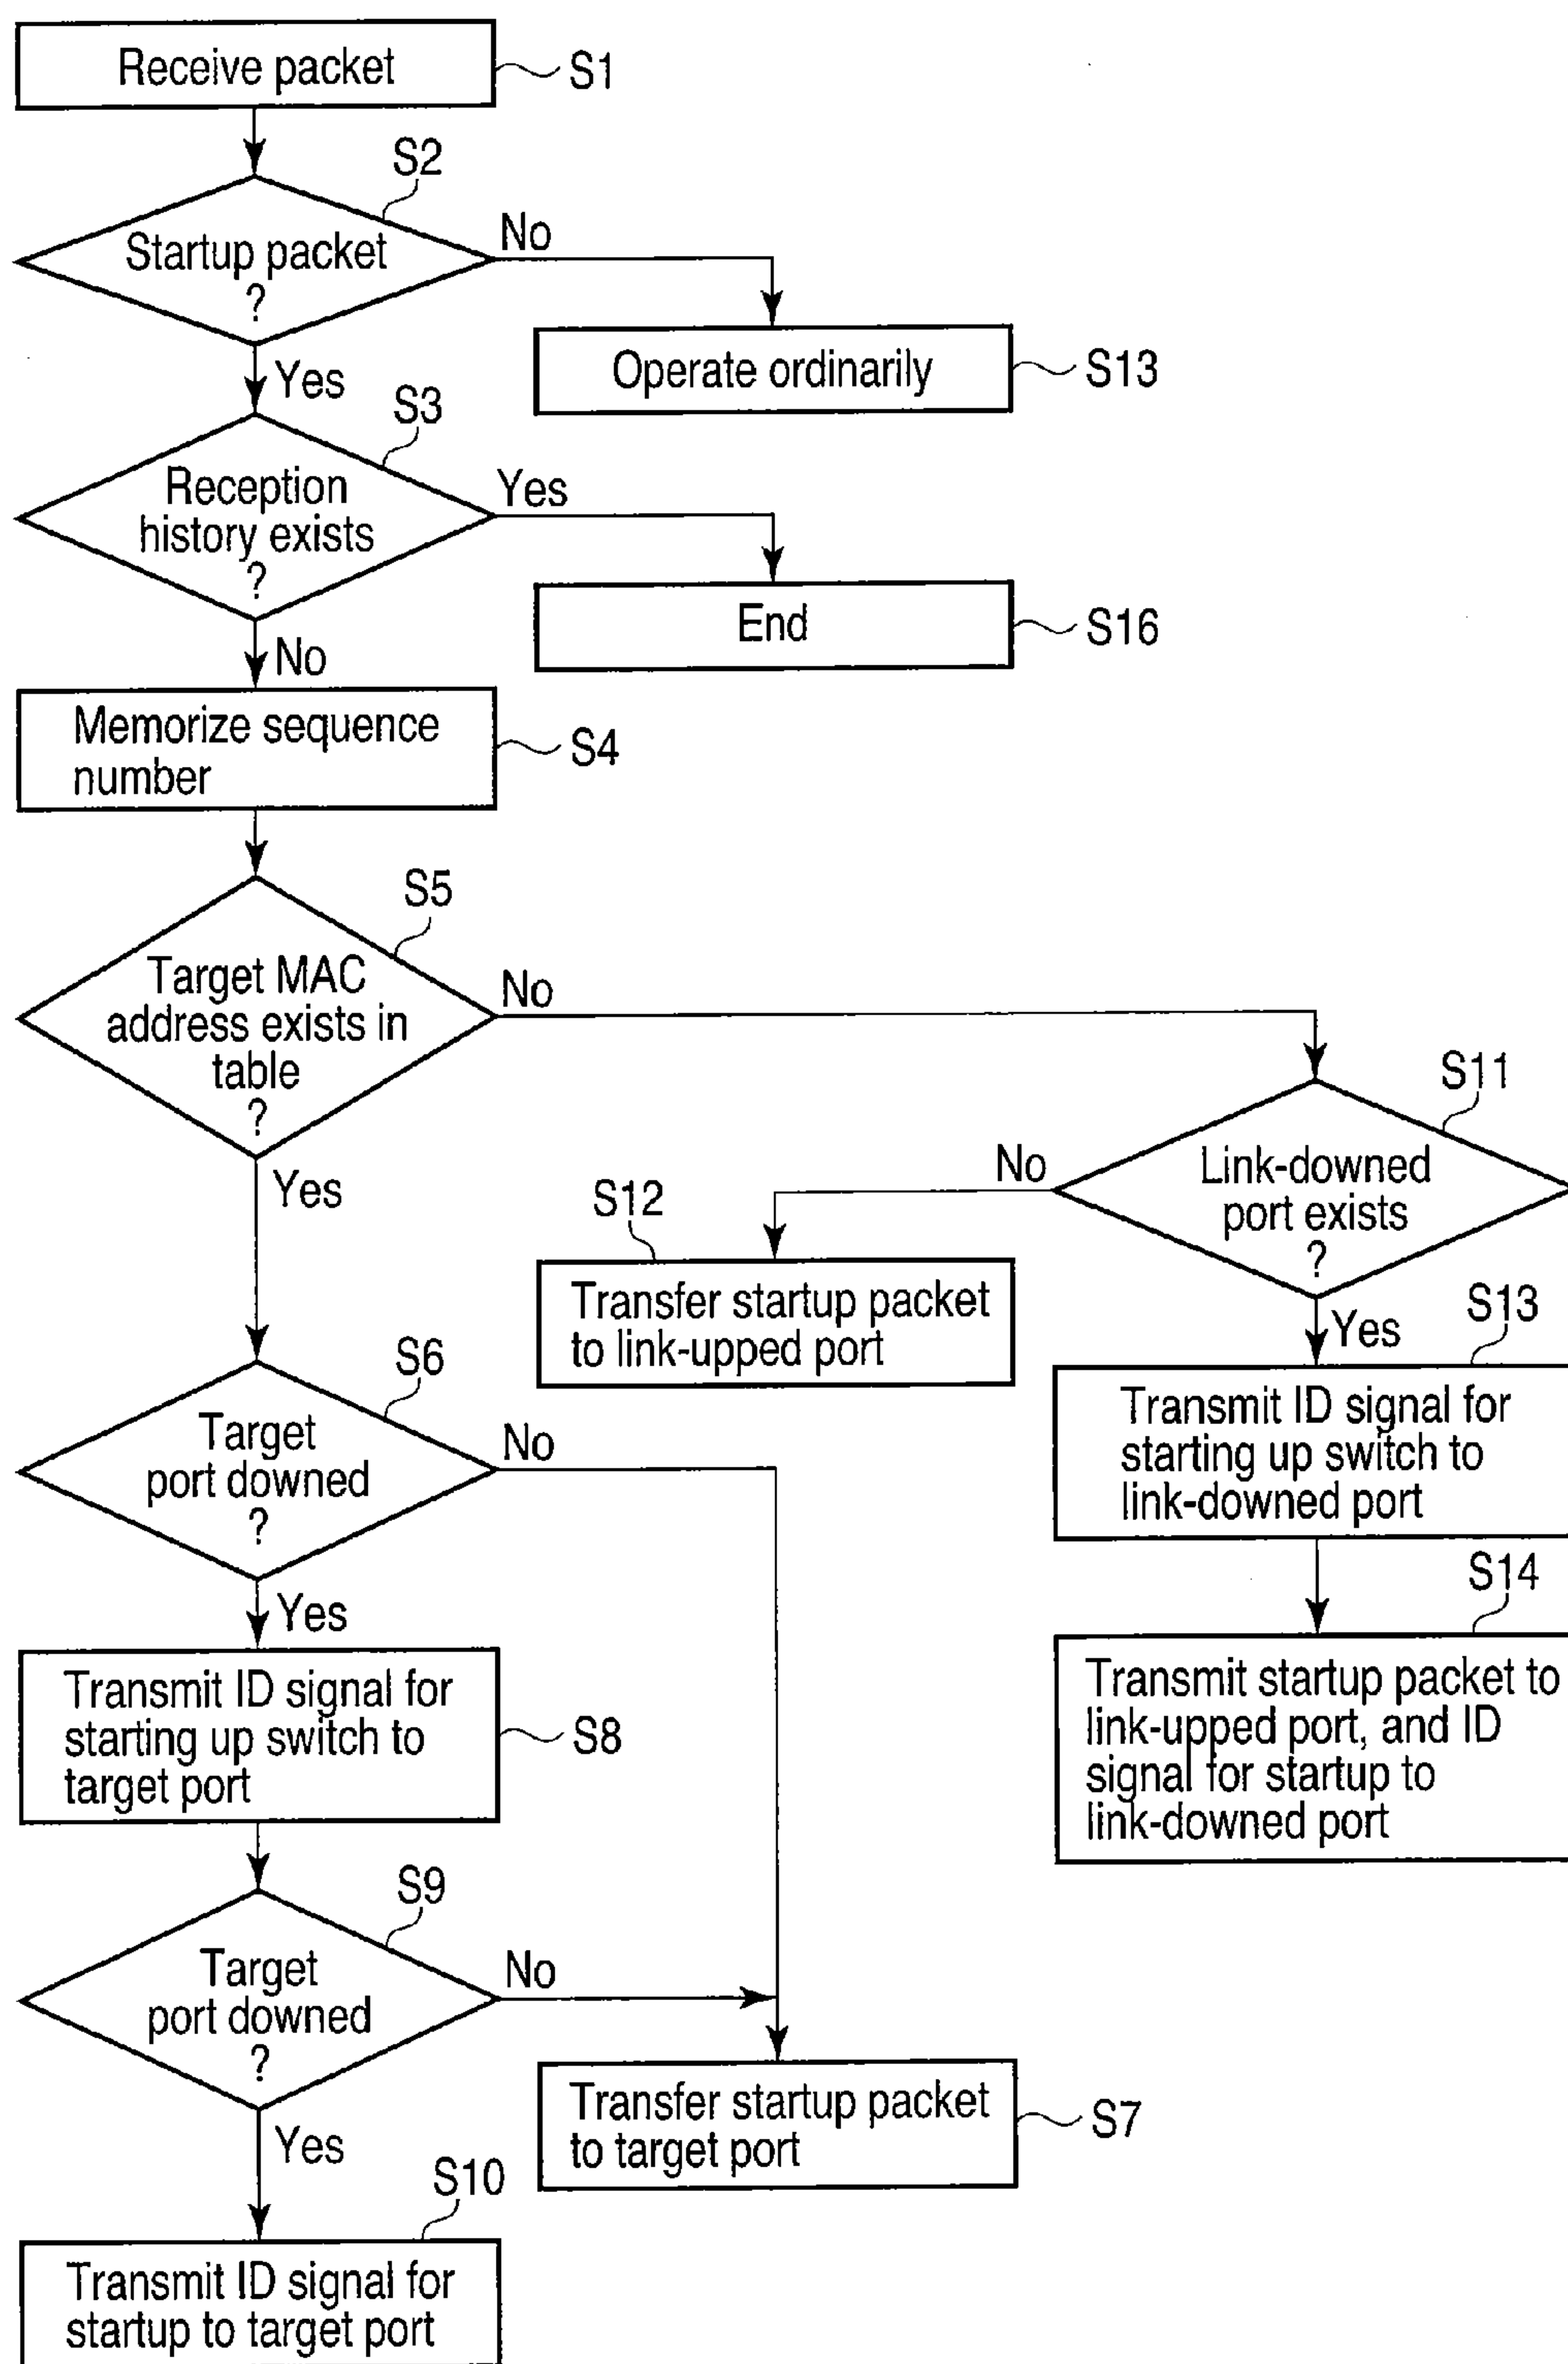 Receive packet
S1
S2
Startup packet
?
No
Yes
Operate ordinarily
S13
S3
Reception
history exists
?
Yes
End
S16
No
Memorize sequence
number
S4
S5
Target MAC
address exists in
table
?
No
Yes
S11
Link-downed
port exists
?
No
S12
Transfer startup packet
to link-upped port
Yes
S13
Transmit ID signal for
starting up switch to
link-downed port
S14
Transmit startup packet to
link-upped port, and ID
signal for startup to
link-downed port
S6
Target
port downed
?
No
Yes
Transmit ID signal for
starting up switch to
target port
S8
S9
Target
port downed
?
No
Transfer startup packet
to target port
S7
Yes
S10
Transmit ID signal for
startup to target port